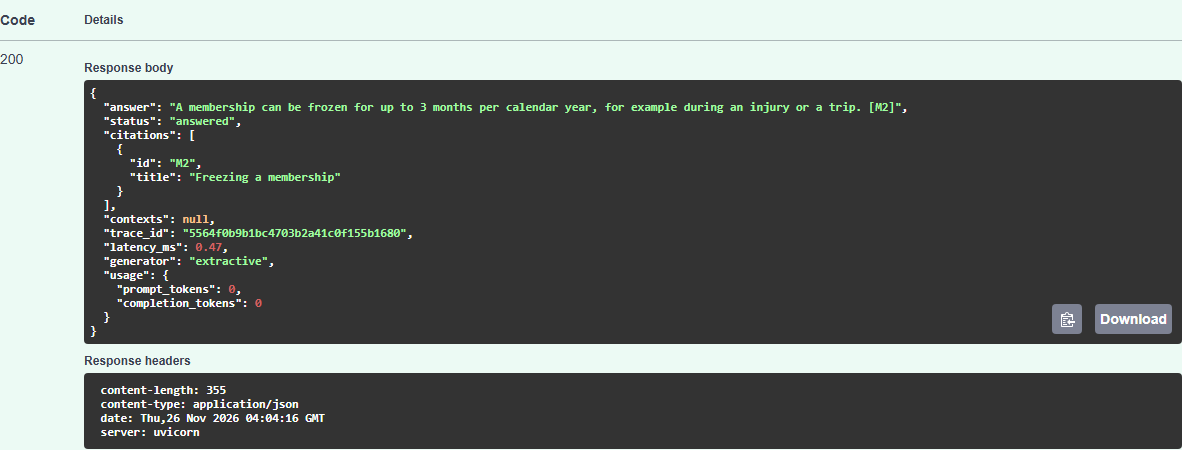 Code Details
200
Response body
{
  "answer": "A membership can be frozen for up to 3 months per calendar year, for example during an injury or a trip. [M2]",
  "status": "answered",
  "citations": [
    {
      "id": "M2",
      "title": "Freezing a membership"
    }
  ],
  "contexts": null,
  "trace_id": "5564f0b9b1bc4703b2a41c0f155b1680",
  "latency_ms": 0.47,
  "generator": "extractive",
  "usage": {
    "prompt_tokens": 0,
    "completion_tokens": 0
  }
}
Download
Response headers
content-length: 355
content-type: application/json
date: Thu,26 Nov 2026 04:04:16 GMT
server: uvicorn